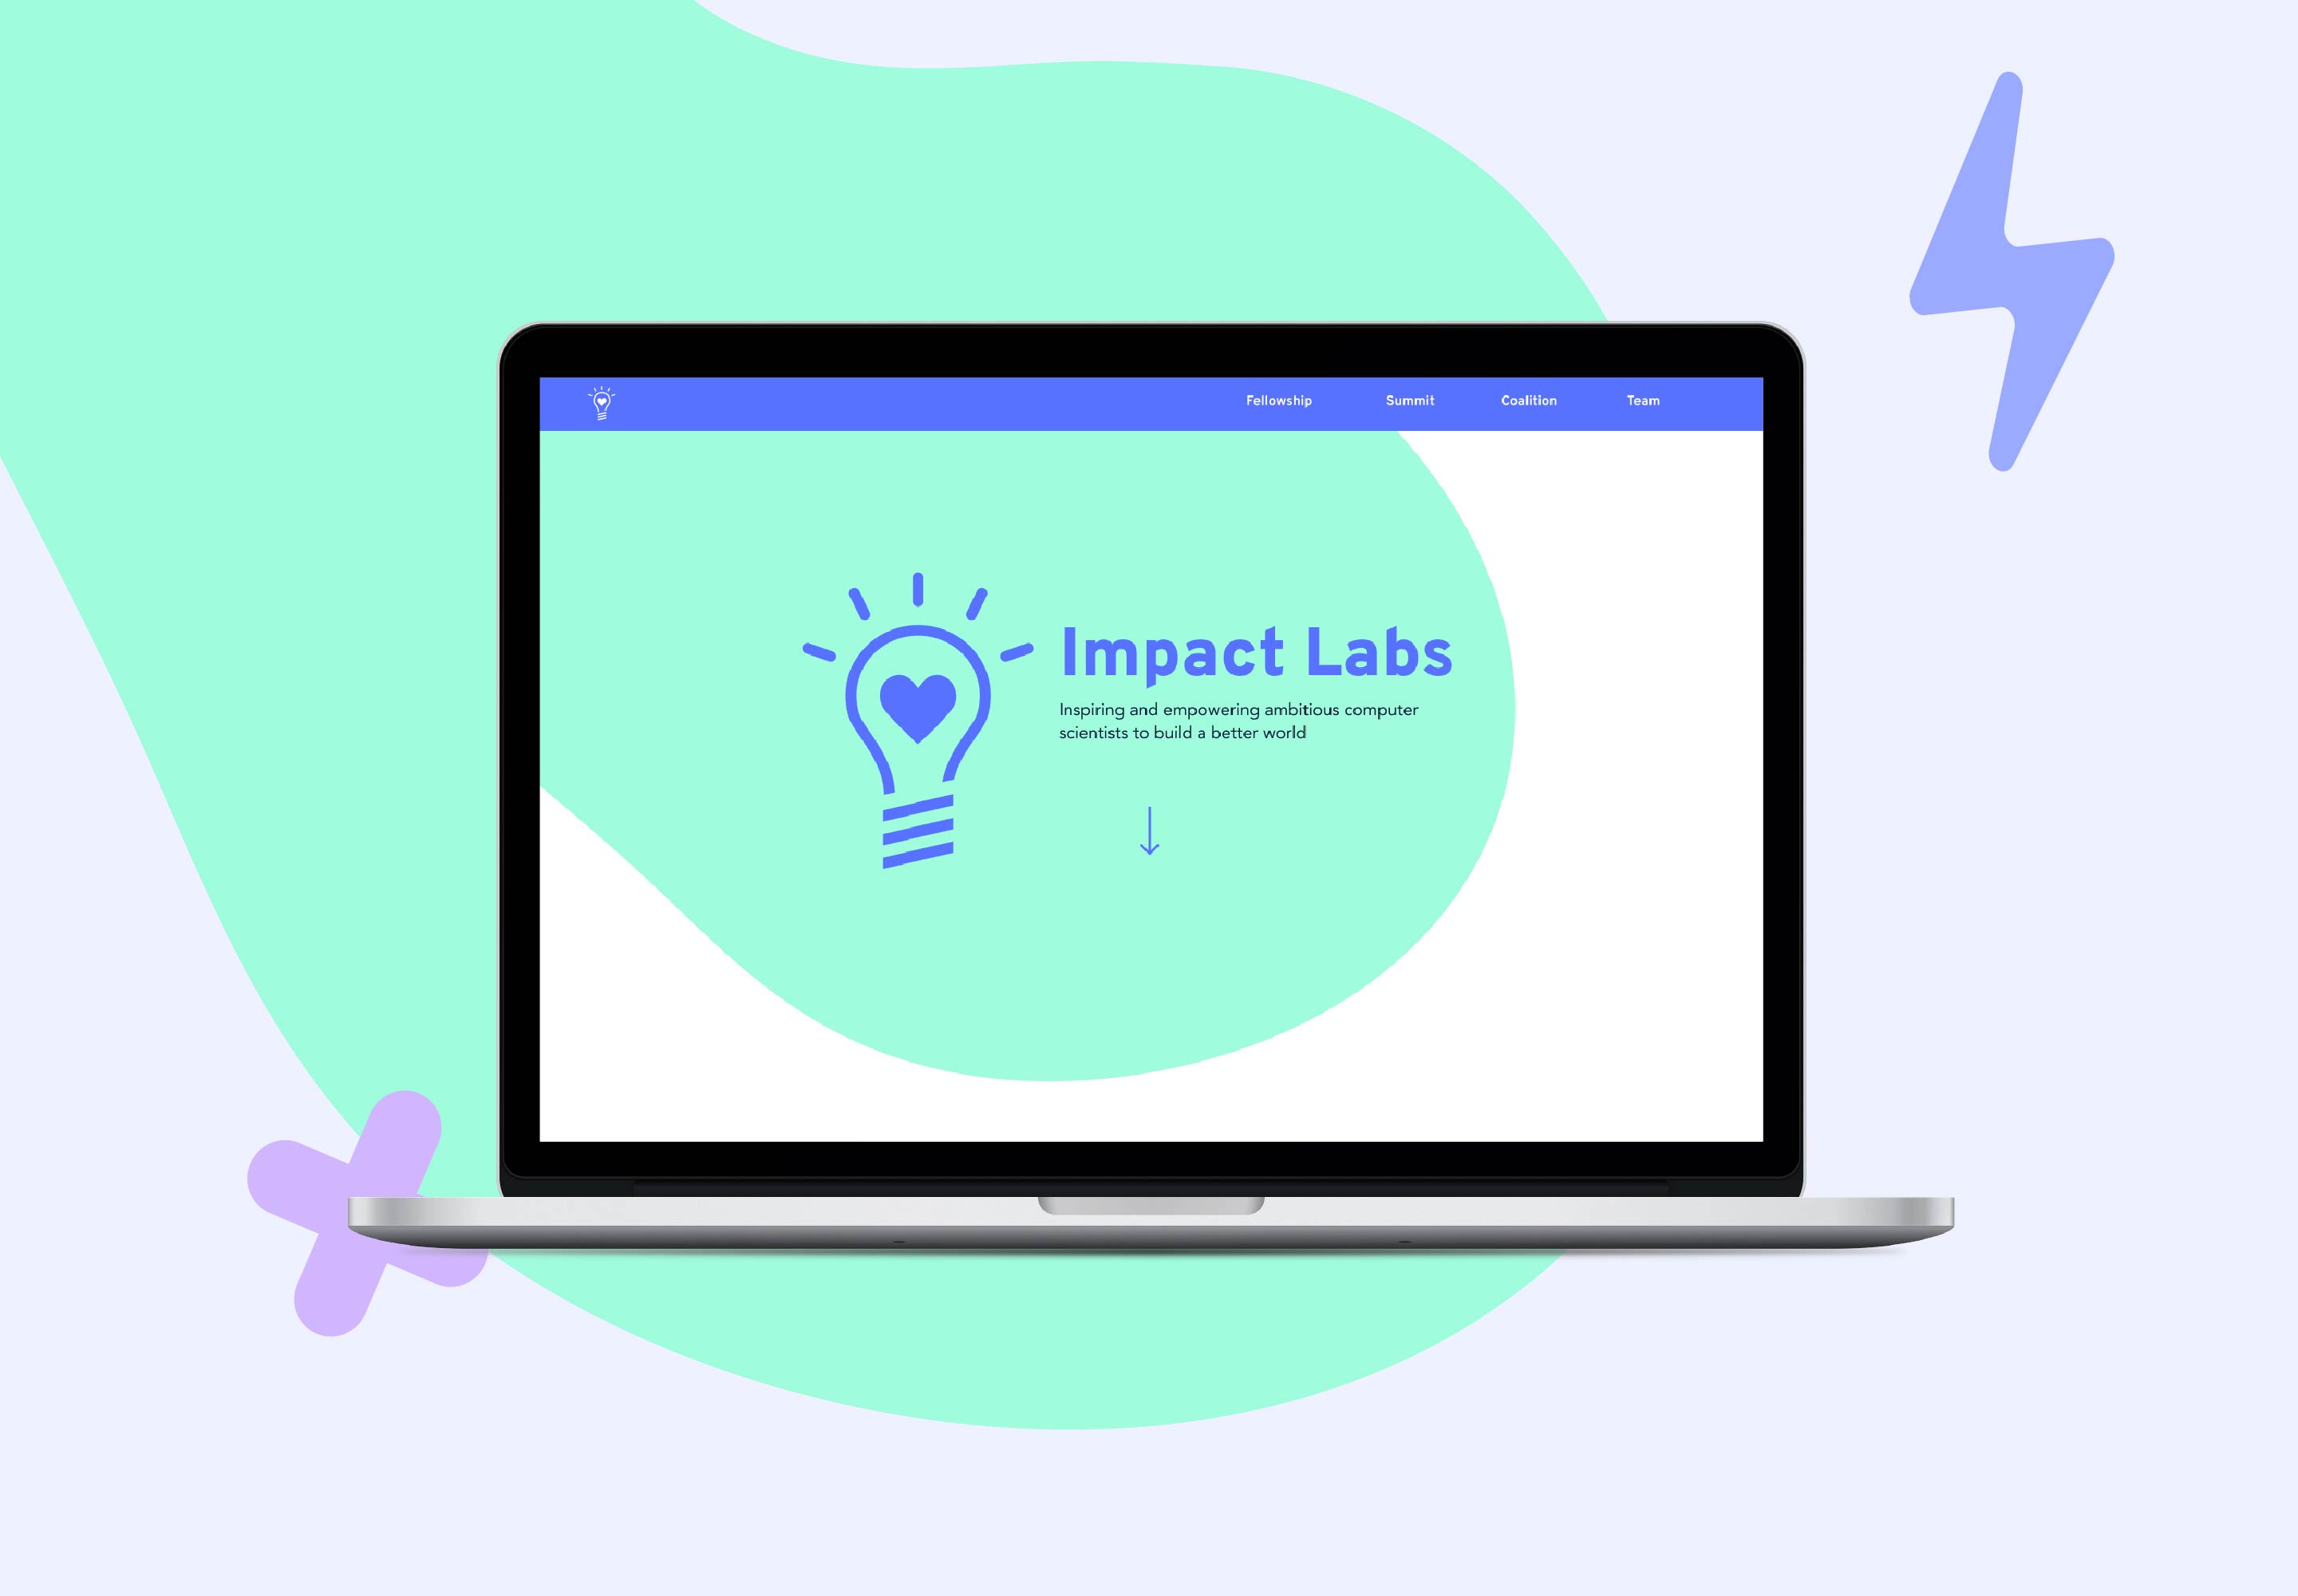 Fellowship Summit Coalition Team
Impact Labs
Inspiring and empowering ambitious computer
scientists to build a better world